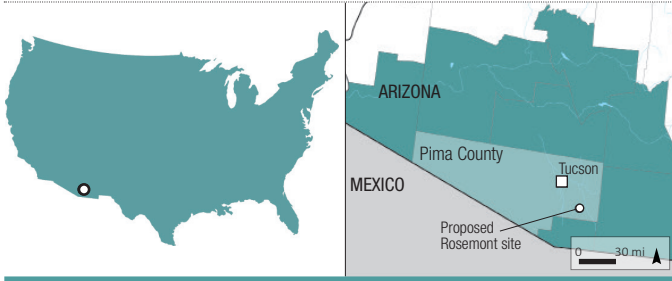 ARIZONA
Pima County
Tucson
MEXICO
Proposed
Rosemont site
0 30 mi